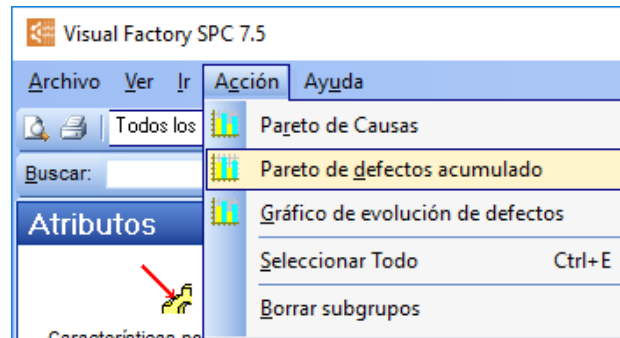 Visual Factory SPC 7.5
Archivo Ver Ir Acción Ayuda
Todos los
Pareto de Causas
Buscar:
Pareto de defectos acumulado
Atributos
Gráfico de evolución de defectos
Seleccionar Todo Ctrl+E
Borrar subgrupos
Características